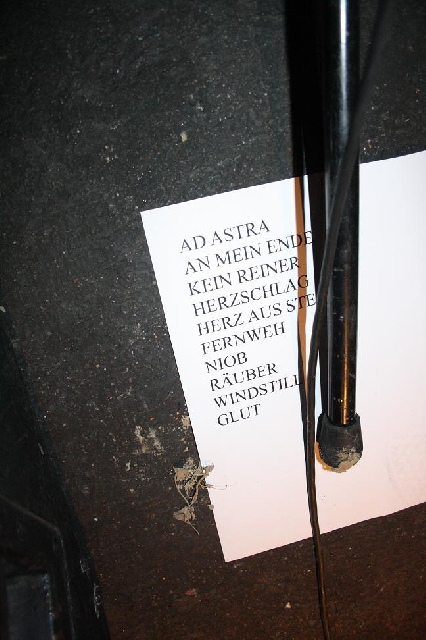 AD ASTRA
AN MEIN ENDE
KEIN REINER
HERZSCHLAG
HERZ AUS STE
FERNWEH
NIOB
RÄUBER
WINDSTILL
GLUT